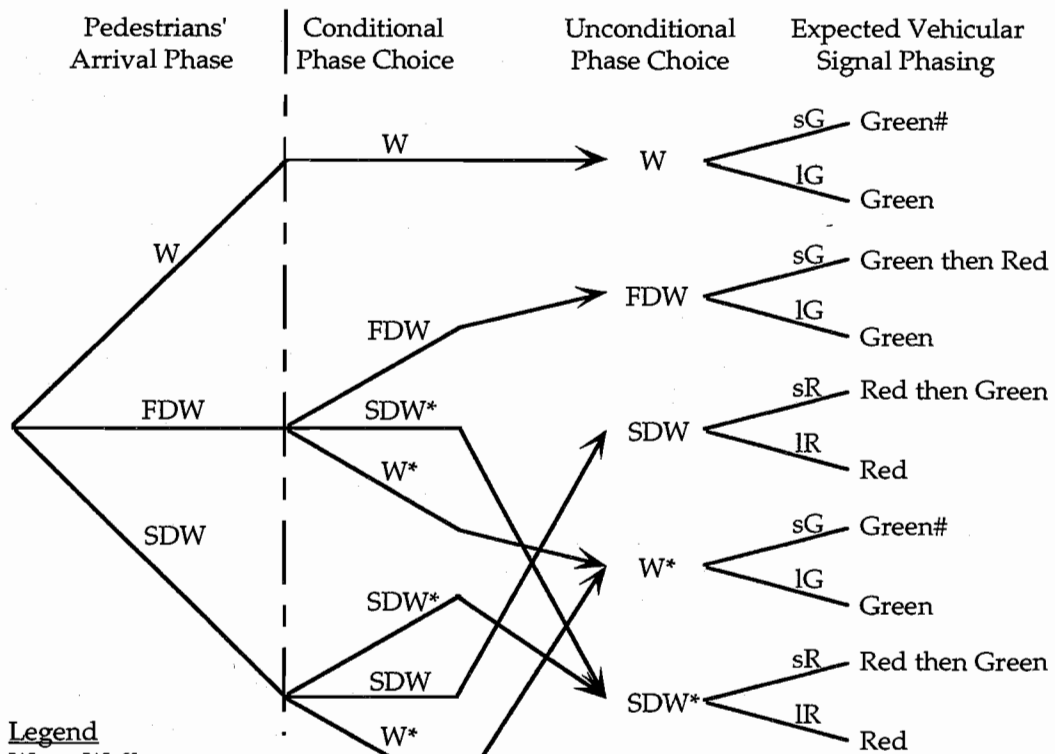 Pedestrians'
Arrival Phase
Conditional
Phase Choice
Unconditional
Phase Choice
Expected Vehicular
Signal Phasing
W
W
W
sG
Green#
lG
Green
FDW
FDW
sG
Green then Red
lG
Green
FDW
SDW*
W*
SDW
sR
Red then Green
lR
Red
SDW
SDW*
SDW
W*
W*
sG
Green#
lG
Green
SDW*
sR
Red then Green
lR
Red
Legend